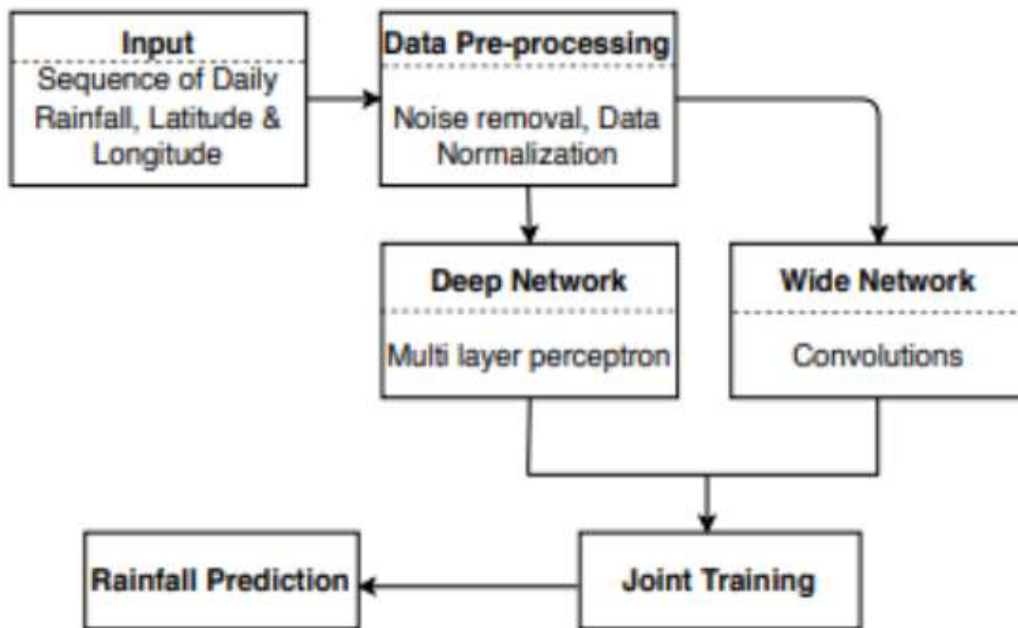 Input
Sequence of Daily
Rainfall, Latitude &
Longitude
Data Pre-processing
Noise removal, Data
Normalization
Deep Network
Multi layer perceptron
Wide Network
Convolutions
Joint Training
Rainfall Prediction